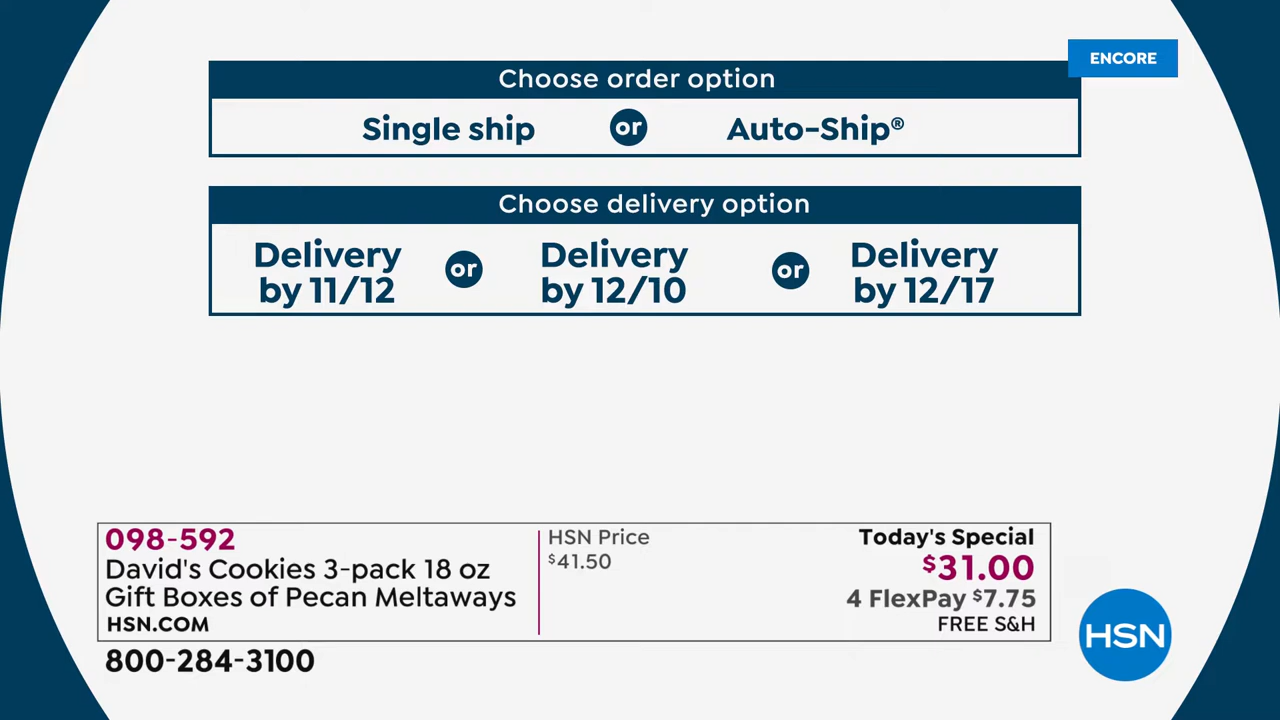 ENCORE
Choose order option
Single ship or Auto-Ship®
Choose delivery option
Delivery by 11/12 or Delivery by 12/10 or Delivery by 12/17
098-592
David's Cookies 3-pack 18 oz
Gift Boxes of Pecan Meltaways
HSN.COM
HSN Price
$41.50
Today's Special
$31.00
4 FlexPay $7.75
FREE S&H
800-284-3100
HSN